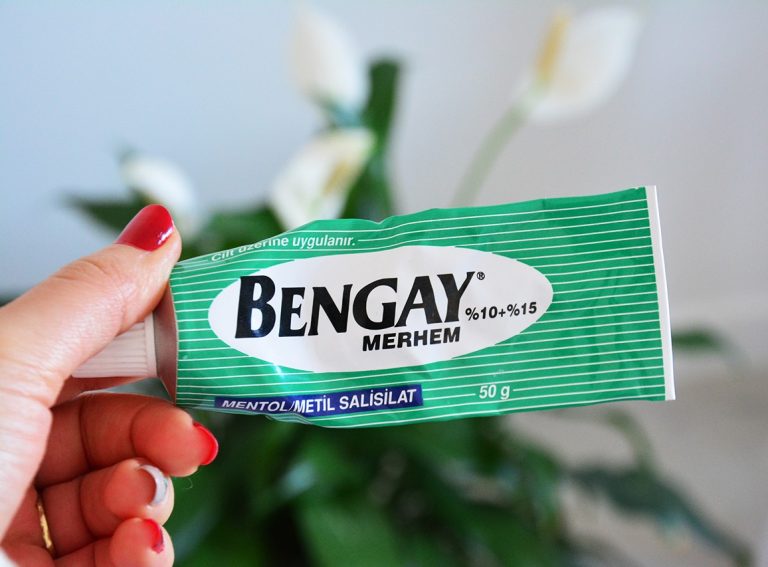 Cilt üzerine uygulanır.
BENGAY®
%10+%15
MERHEM
MENTOL/METİL SALİSİLAT
50 g